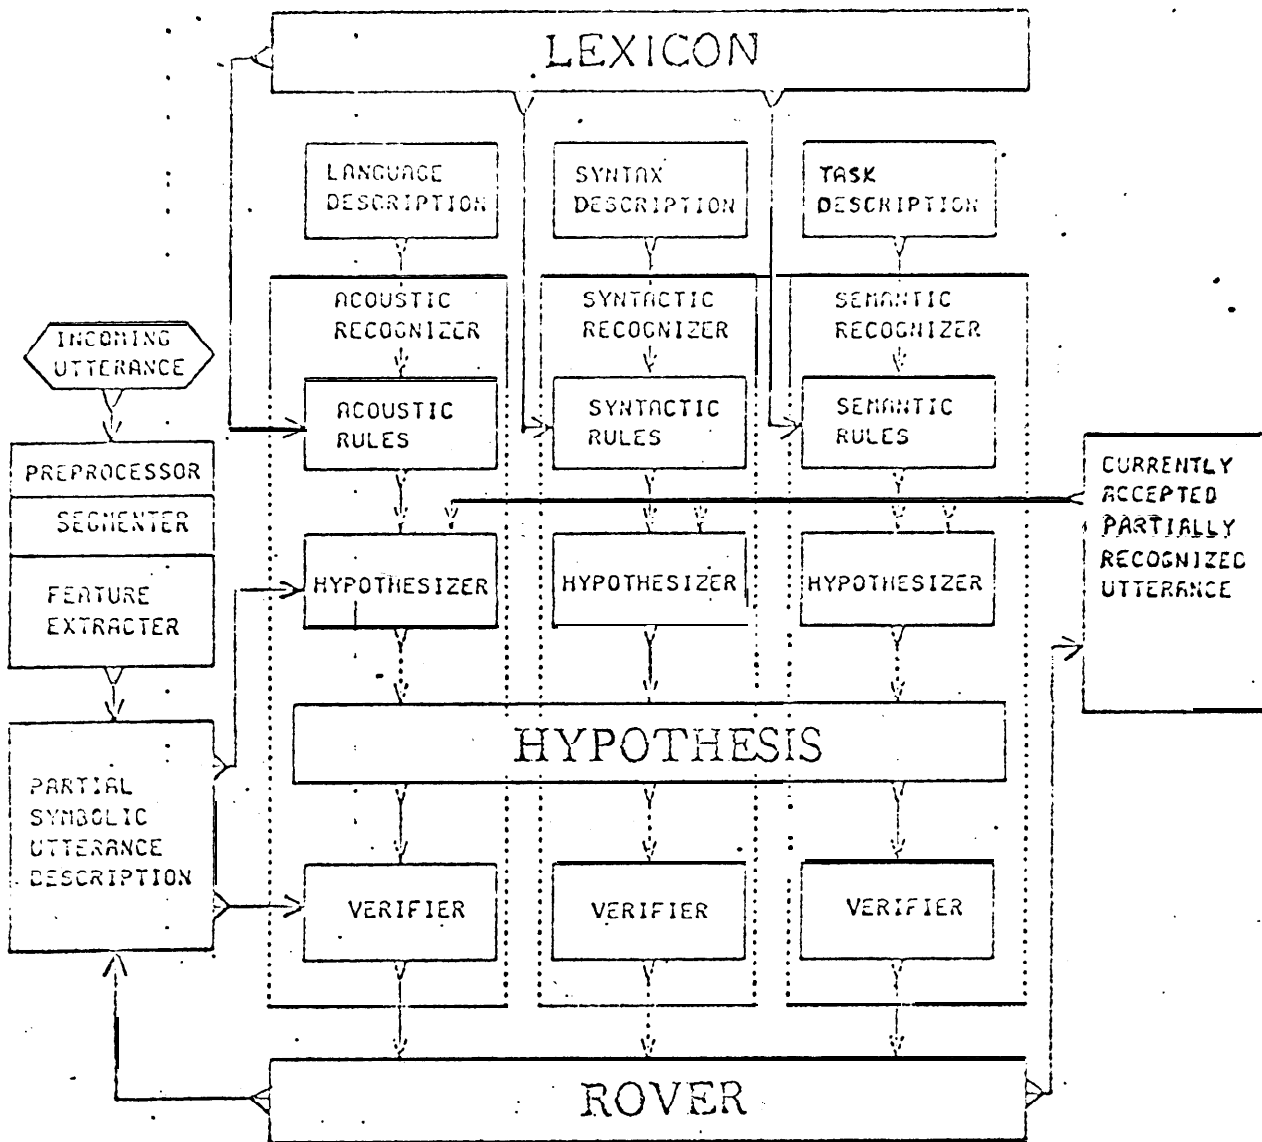 LEXICON
LANGUAGE
DESCRIPTION
SYNTAX
DESCRIPTION
TASK
DESCRIPTION
ACOUSTIC
RECOGNIZER
SYNTACTIC
RECOGNIZER
SEMANTIC
RECOGNIZER
INCOMING
UTTERANCE
ACOUSTIC
RULES
SYNTACTIC
RULES
SEMANTIC
RULES
PREPROCESSOR
SEGMENTER
FEATURE
EXTRACTER
CURRENTLY
ACCEPTED
PARTIALLY
RECOGNIZED
UTTERANCE
HYPOTHESIZER
HYPOTHESIZER
HYPOTHESIZER
HYPOTHESIS
PARTIAL
SYMBOLIC
UTTERANCE
DESCRIPTION
VERIFIER
VERIFIER
VERIFIER
ROVER